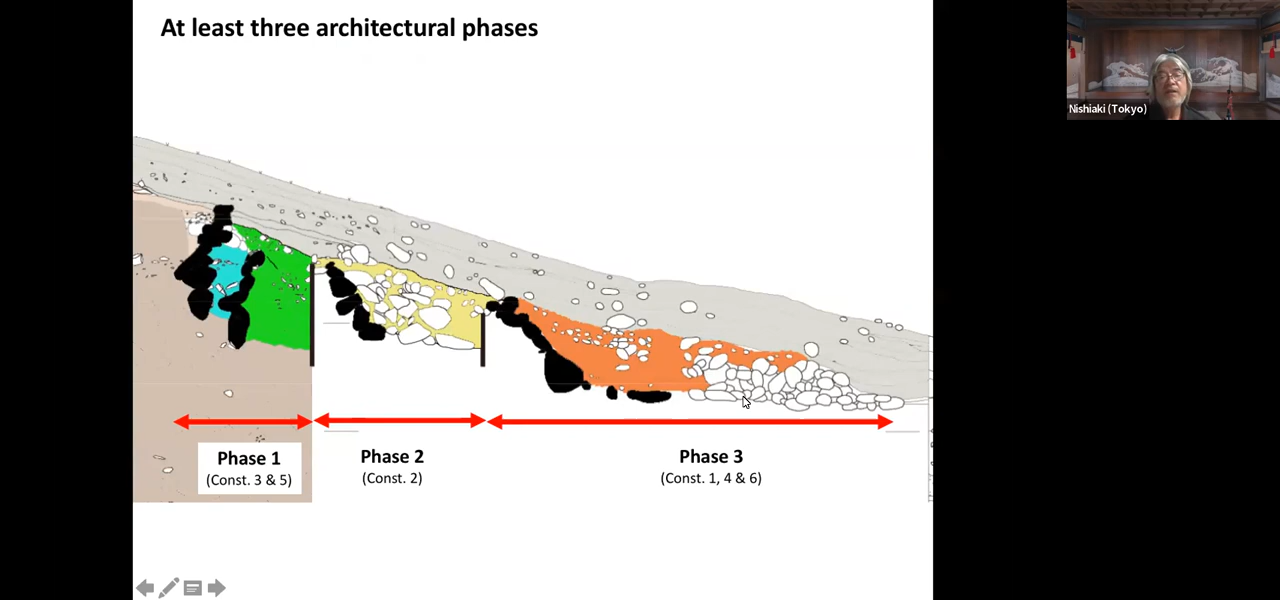 At least three architectural phases
Nishiaki (Tokyo)
Phase 1
(Const. 3 & 5)
Phase 2
(Const. 2)
Phase 3
(Const. 1, 4 & 6)